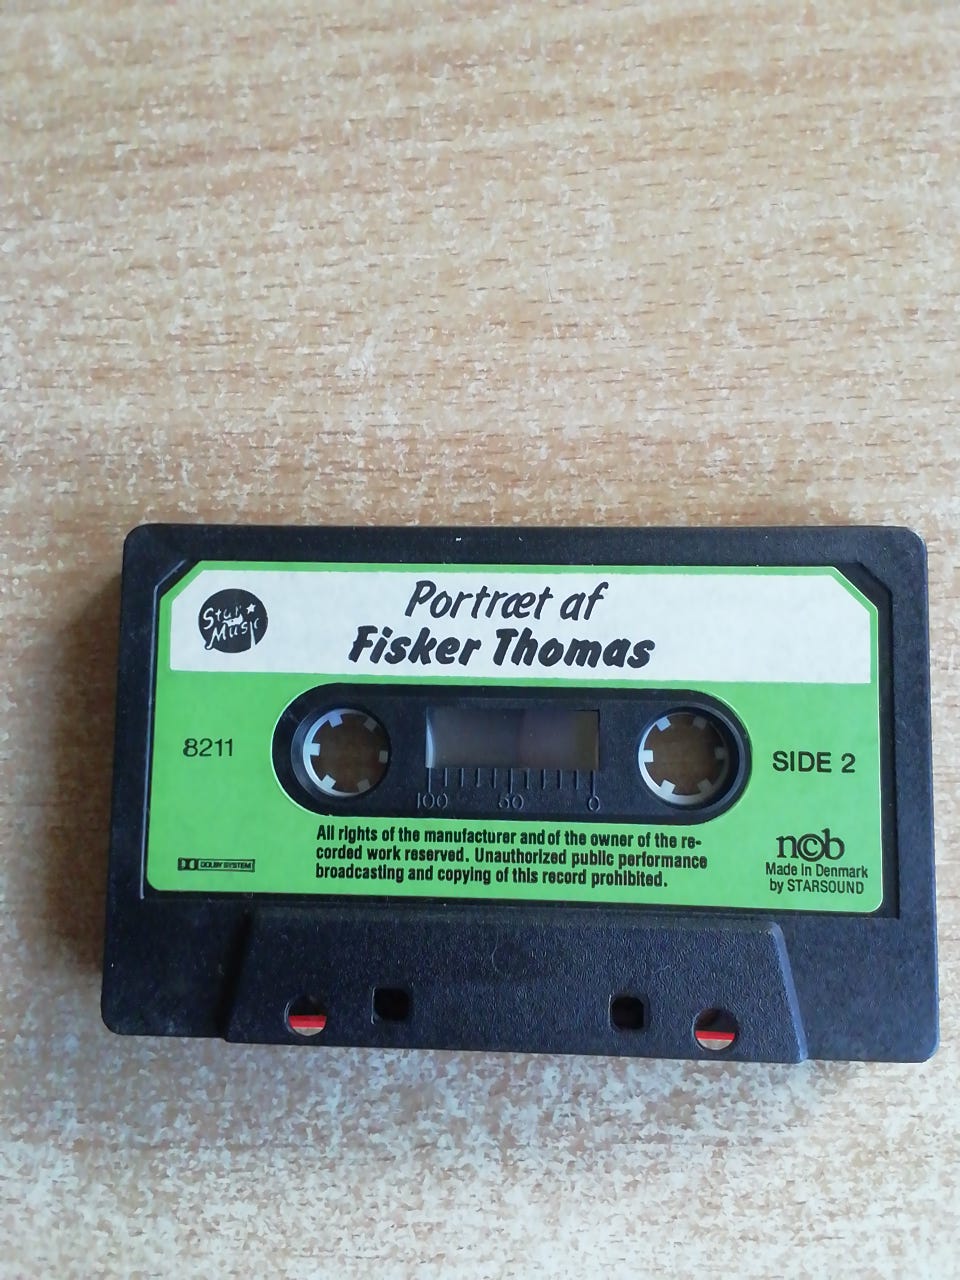 Star
Music
Portræt af
Fisker Thomas
8211
SIDE 2
100 50 0
All rights of the manufacturer and of the owner of the re-
corded work reserved. Unauthorized public performance
broadcasting and copying of this record prohibited.
DOLBY SYSTEM
n©b
Made in Denmark
by STARSOUND